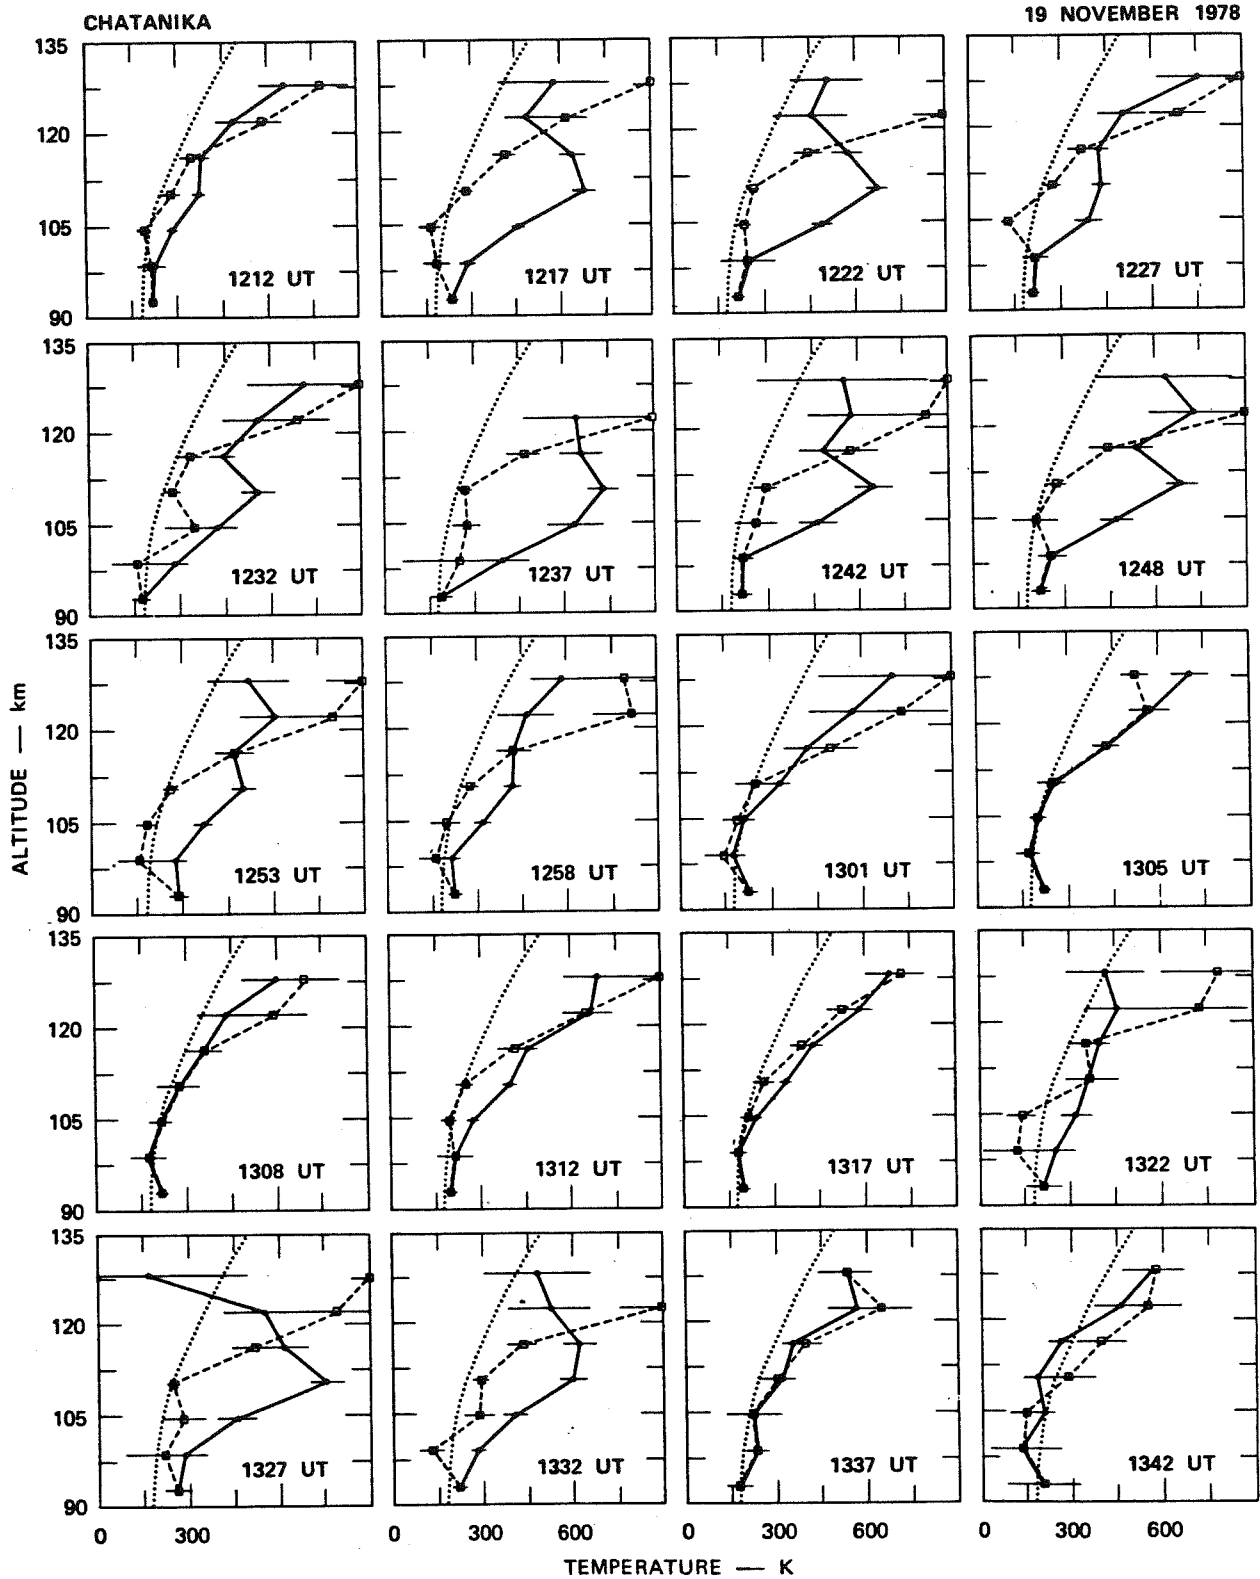 CHATANIKA 19 NOVEMBER 1978
135
120
105
90
1212 UT 1217 UT 1222 UT 1227 UT
135
120
105
90
1232 UT 1237 UT 1242 UT 1248 UT
135
120
105
90
1253 UT 1258 UT 1301 UT 1305 UT
ALTITUDE — km
135
120
105
90
1308 UT 1312 UT 1317 UT 1322 UT
135
120
105
90
1327 UT 1332 UT 1337 UT 1342 UT
0 300 0 300 600 0 300 600 0 300 600
TEMPERATURE — K